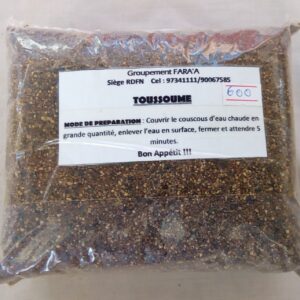 Groupement FARA'A
Siège RDFN Cel : 97341111/90067585
600
TOUSSOUME
MODE DE PREPARATION : Couvrir le couscous d'eau chaude en
grande quantité, enlever l'eau en surface, fermer et attendre 5
minutes.
Bon Appétit !!!